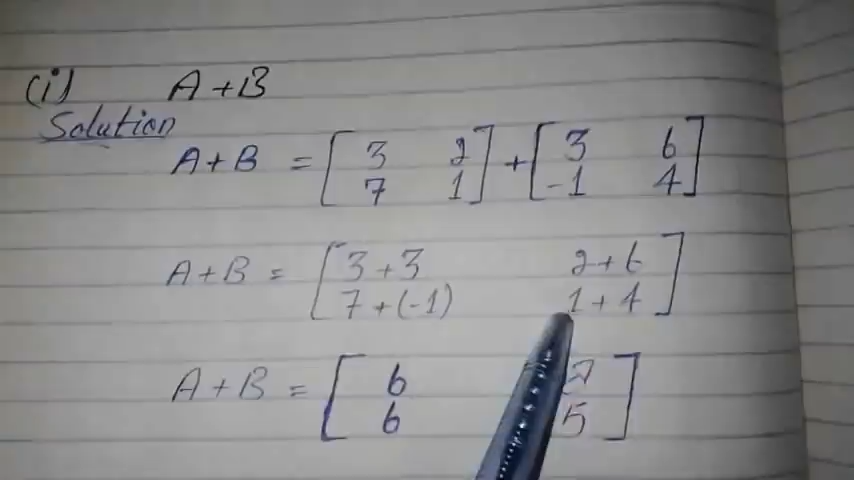 (i) A+B
Solution
A+B = [3 2] + [3 6]
7 1 -1 4
A+B = [3+3 2+6]
7+(-1) 1+4
A+B = [6
6 5]